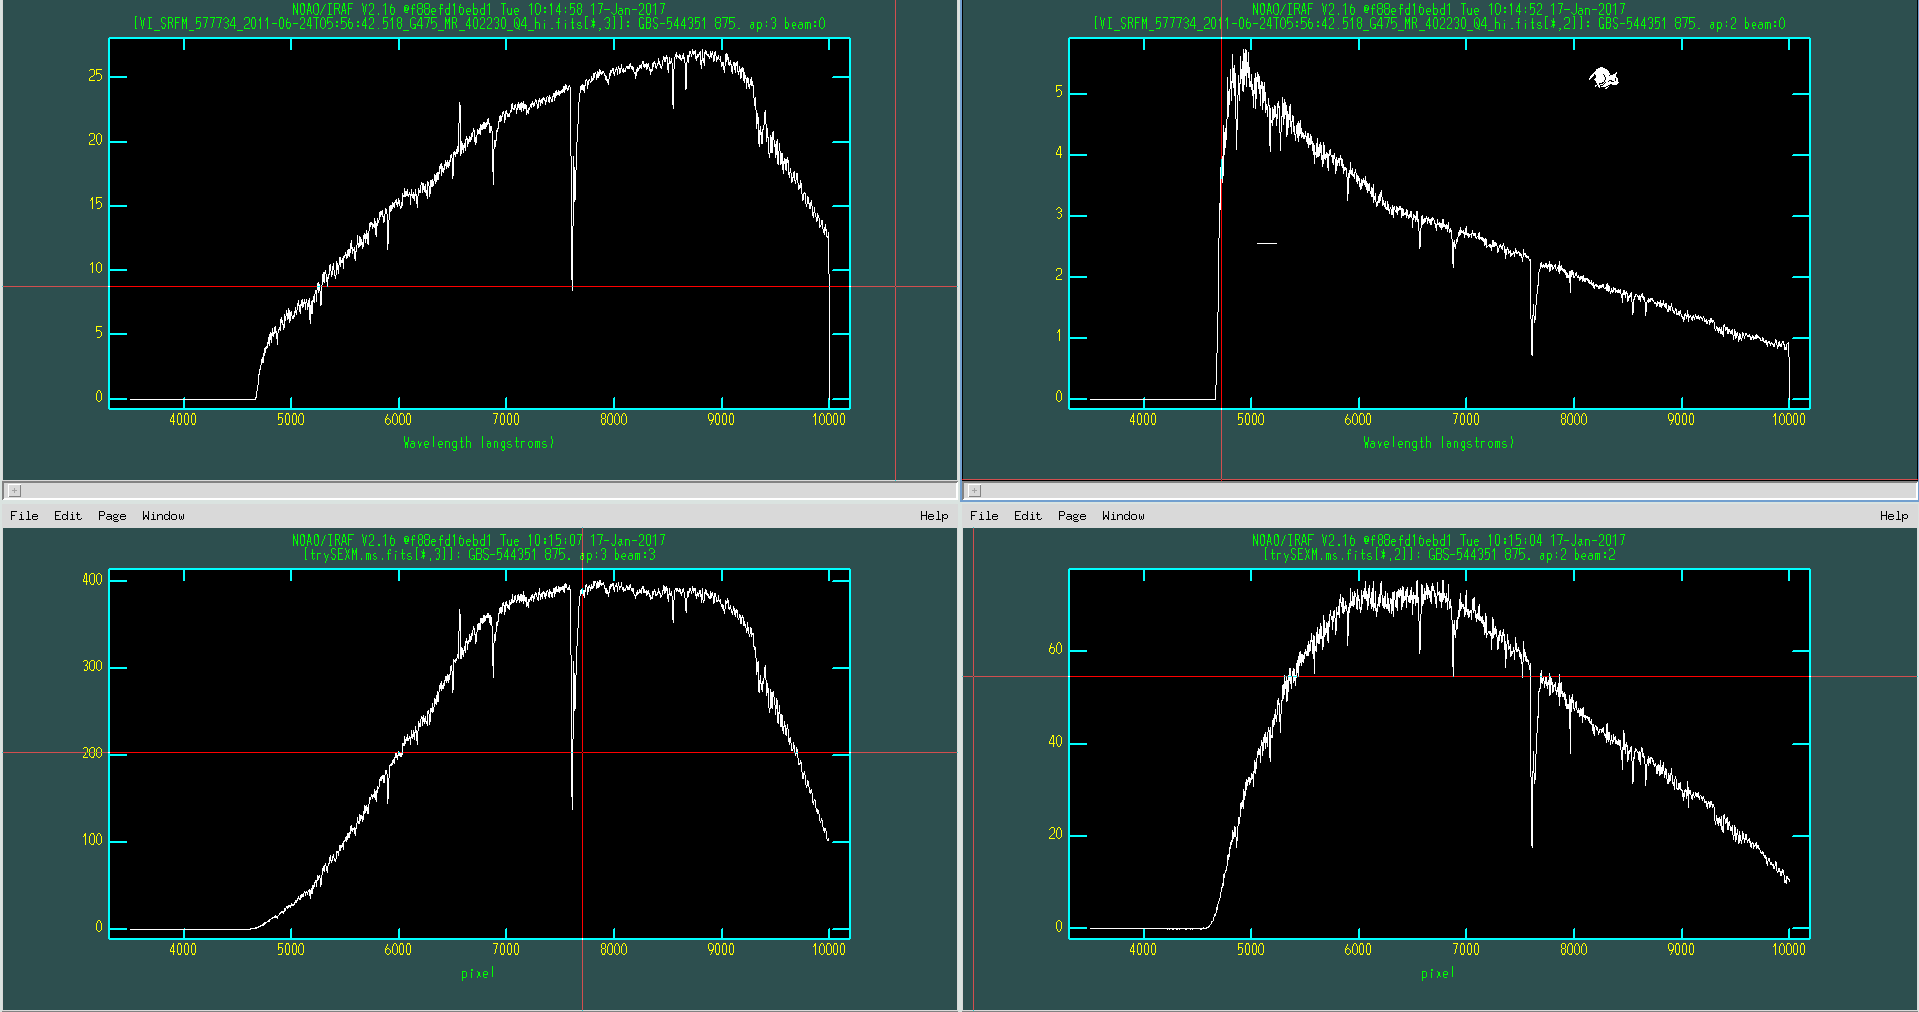 NOAO/IRAF V2.16 @f88efd16ebd1 Tue 10:14:58 17-Jan-2017
[VI_SRFM_577734_2011-06-24T05:56:42.518_G475_MR_402230_Q4_hi.fits[*,3]]: GBS-544351 875. ap:3 beam:0
25
20
15
10
5
0
4000 5000 6000 7000 8000 9000 10000
Wavelength (angstroms)
NOAO/IRAF V2.16 @f88efd16ebd1 Tue 10:14:52 17-Jan-2017
[VI_SRFM_577734_2011-06-24T05:56:42.518_G475_MR_402230_Q4_hi.fits[*,2]]: GBS-544351 875. ap:2 beam:0
5
4
3
2
1
0
4000 5000 6000 7000 8000 9000 10000
Wavelength (angstroms)
File Edit Page Window Help
NOAO/IRAF V2.16 @f88efd16ebd1 Tue 10:15:07 17-Jan-2017
[trySEXM.ms.fits[*,3]]: GBS-544351 875. ap:3 beam:3
400
300
200
100
0
4000 5000 6000 7000 8000 9000 10000
pixel
File Edit Page Window Help
NOAO/IRAF V2.16 @f88efd16ebd1 Tue 10:15:04 17-Jan-2017
[trySEXM.ms.fits[*,2]]: GBS-544351 875. ap:2 beam:2
60
40
20
0
4000 5000 6000 7000 8000 9000 10000
pixel